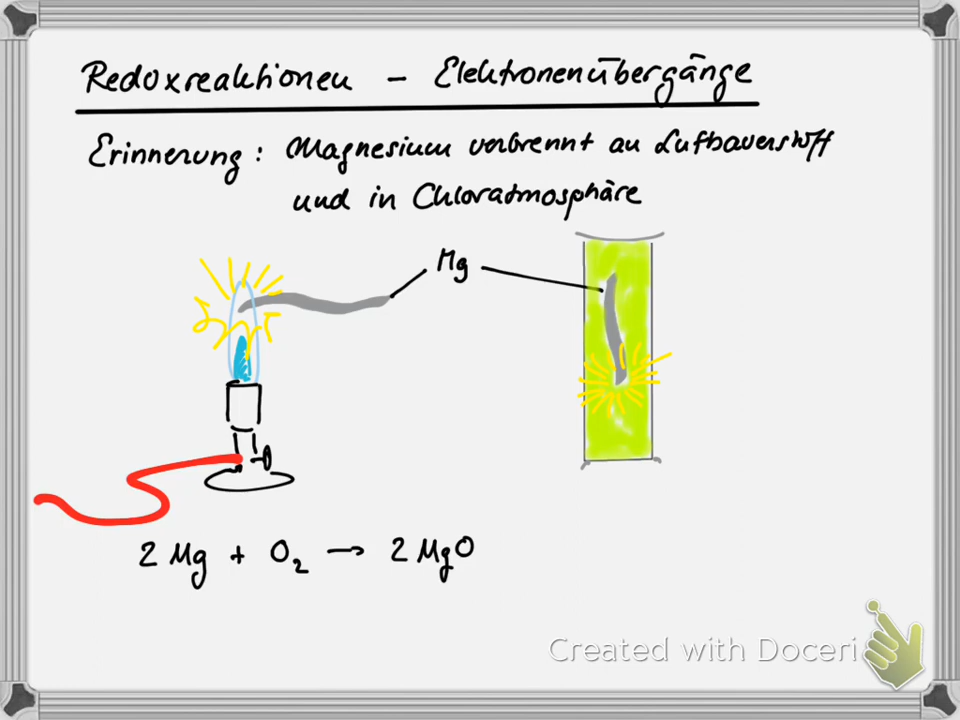 Redoxreaktionen – Elektronenübergänge
Erinnerung: Magnesium verbrennt an Luftsauerstoff
und in Chloratmosphäre
Mg
2 Mg + O₂ → 2 MgO
Created with Doceri